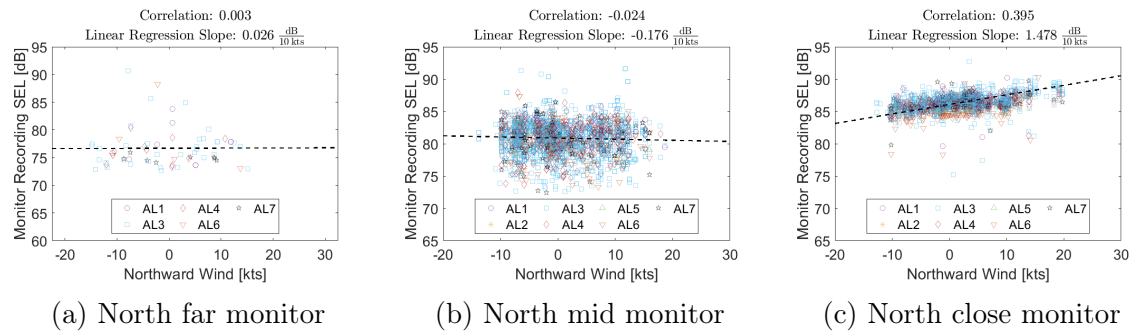 Correlation: 0.003
Linear Regression Slope: 0.026 dB/10 kts
Monitor Recording SEL [dB]
95
90
85
80
75
70
65
60
-20 -10 0 10 20 30
Northward Wind [kts]
AL1 AL4 AL7
AL3 AL6
(a) North far monitor
Correlation: -0.024
Linear Regression Slope: -0.176 dB/10 kts
Monitor Recording SEL [dB]
95
90
85
80
75
70
65
-20 -10 0 10 20 30
Northward Wind [kts]
AL1 AL3 AL5 AL7
AL2 AL4 AL6
(b) North mid monitor
Correlation: 0.395
Linear Regression Slope: 1.478 dB/10 kts
Monitor Recording SEL [dB]
95
90
85
80
75
70
65
-20 -10 0 10 20 30
Northward Wind [kts]
AL1 AL3 AL5 AL7
AL2 AL4 AL6
(c) North close monitor